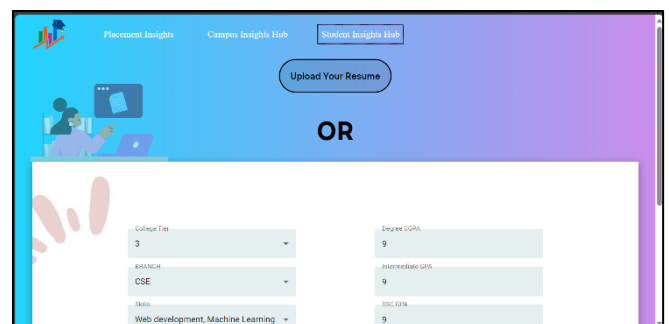 Placement Insights Campus Insights Hub Student Insights Hub
Upload Your Resume
OR
College Tier
3
Degree CGPA
9
BRANCH
CSE
Intermediate GPA
9
Skills
Web development, Machine Learning
SSC GPA
9